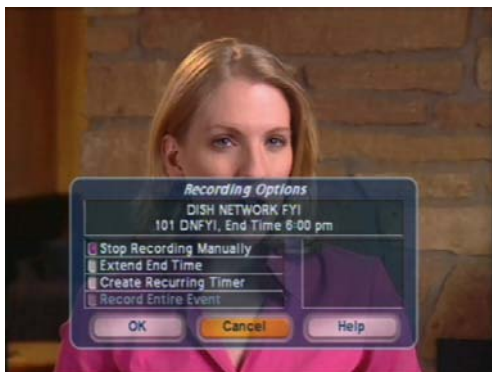 Recording Options
DISH NETWORK FYI
101 DNFYI, End Time 6:00 pm
Stop Recording Manually
Extend End Time
Create Recurring Timer
Record Entire Event
OK Cancel Help